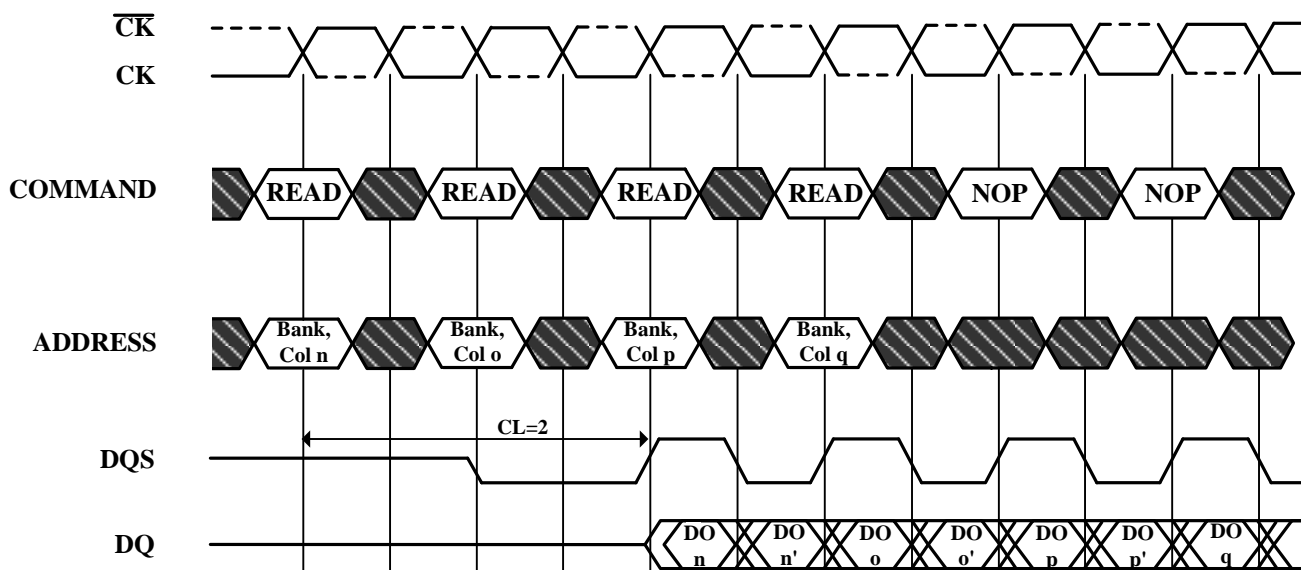 CK
CK
COMMAND
READ
READ
READ
READ
NOP
NOP
ADDRESS
Bank,
Col n
Bank,
Col o
Bank,
Col p
Bank,
Col q
CL=2
DQS
DQ
DO
n
DO
n'
DO
o
DO
o'
DO
p
DO
p'
DO
q